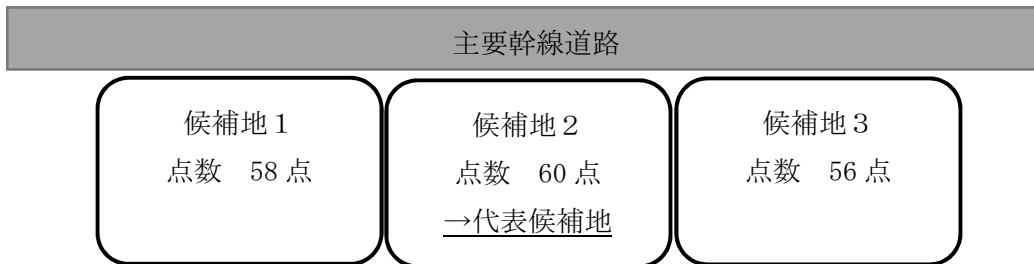 主要幹線道路
候補地１
点数　58 点
候補地２
点数　60 点
→代表候補地
候補地３
点数　56 点